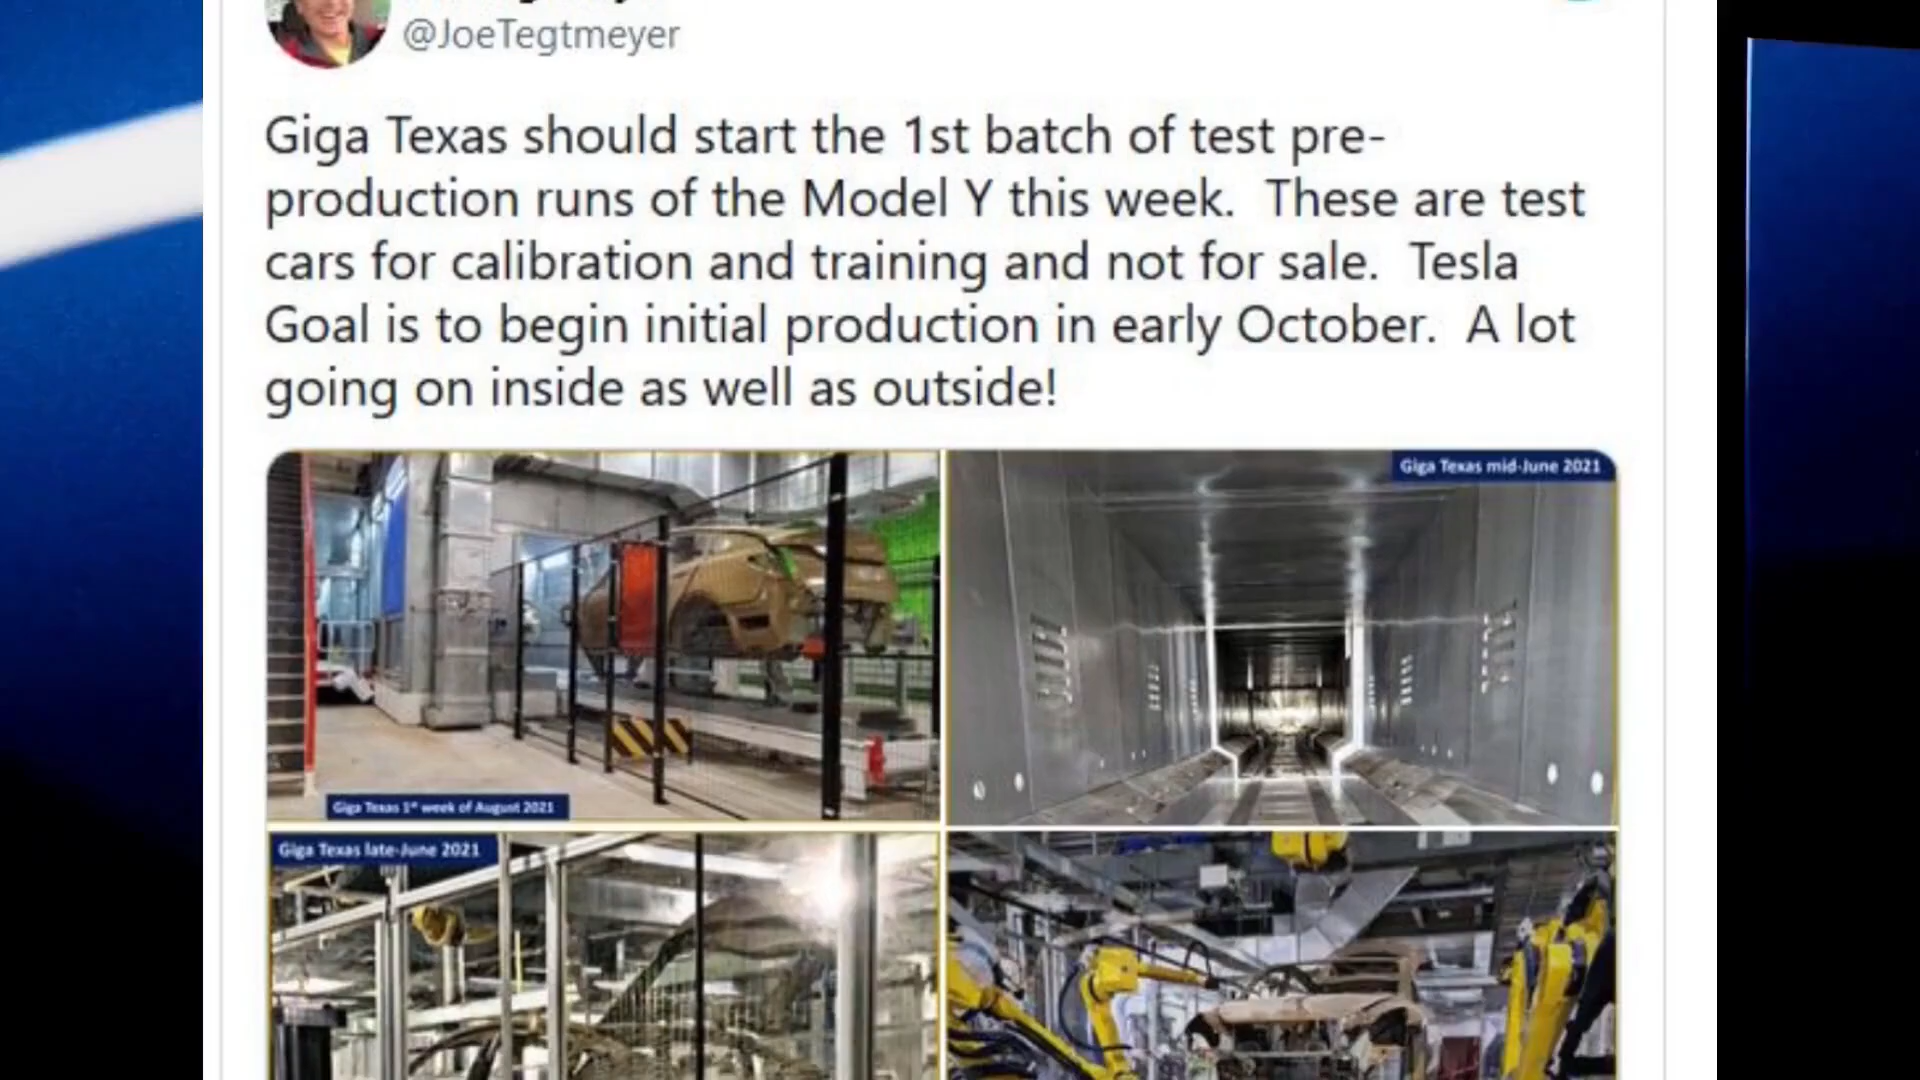 @JoeTegtmeyer
Giga Texas should start the 1st batch of test pre-
production runs of the Model Y this week.  These are test
cars for calibration and training and not for sale.  Tesla
Goal is to begin initial production in early October.  A lot
going on inside as well as outside!
Giga Texas mid-June 2021
Giga Texas 1st week of August 2021
Giga Texas late-June 2021